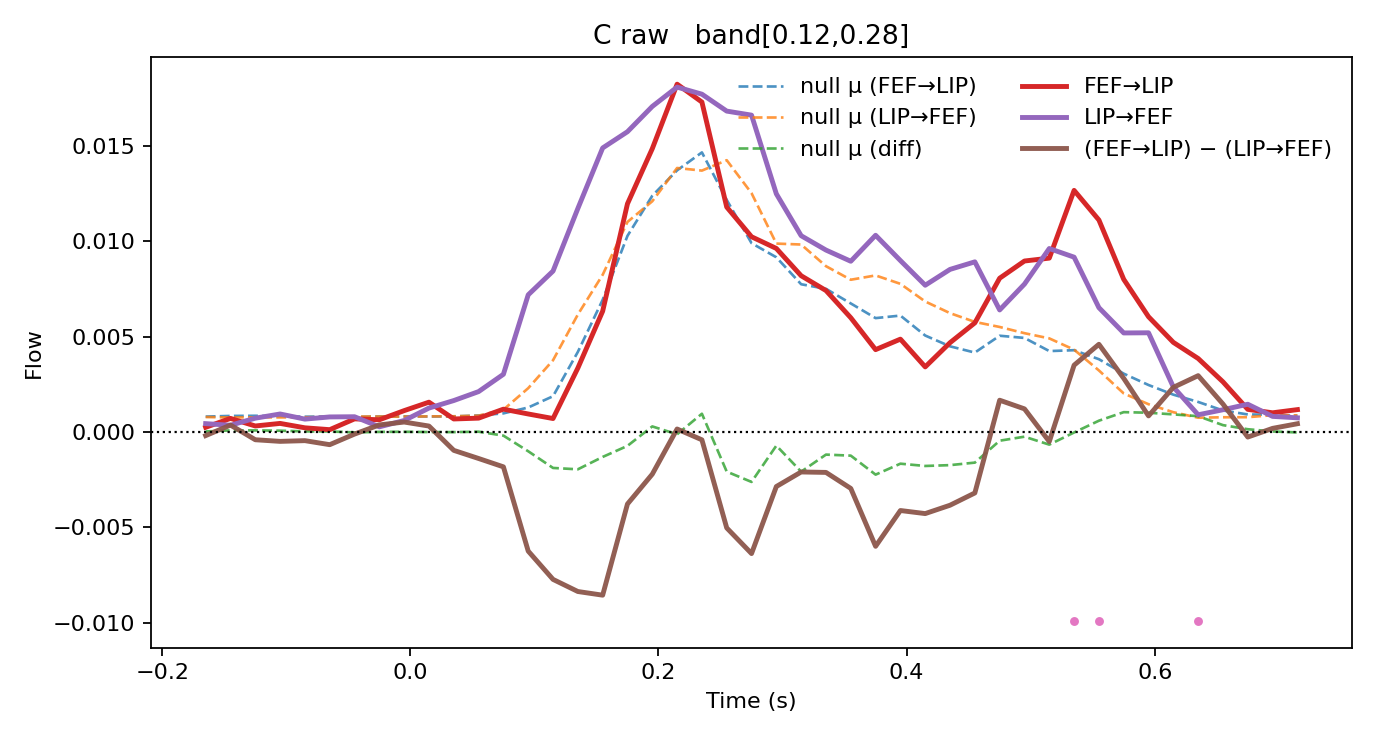 C raw   band[0.12,0.28]
null μ (FEF→LIP)
null μ (LIP→FEF)
null μ (diff)
FEF→LIP
LIP→FEF
(FEF→LIP) − (LIP→FEF)
Flow
0.015
0.010
0.005
0.000
−0.005
−0.010
−0.2
0.0
0.2
0.4
0.6
Time (s)